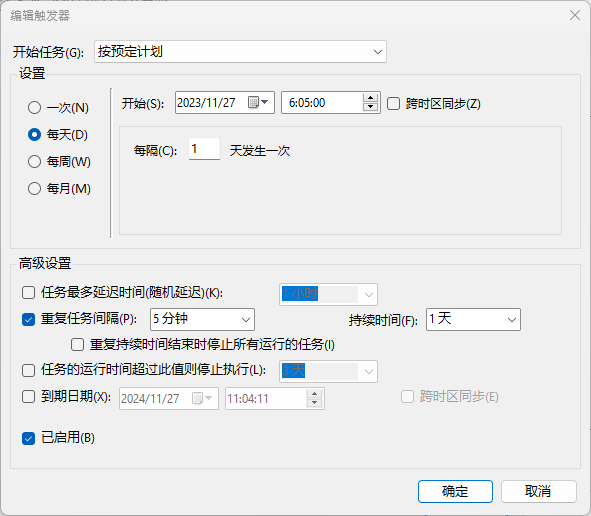 编辑触发器
开始任务(G): 按预定计划
设置
一次(N)
每天(D)
每周(W)
每月(M)
开始(S): 2023/11/27 6:05:00 跨时区同步(Z)
每隔(C): 1 天发生一次
高级设置
任务最多延迟时间(随机延迟)(K): 1 小时
重复任务间隔(P): 5 分钟 持续时间(F): 1 天
重复持续时间结束时停止所有运行的任务(I)
任务的运行时间超过此值则停止执行(L): 3 天
到期日期(X): 2024/11/27 11:04:11 跨时区同步(E)
已启用(B)
确定 取消